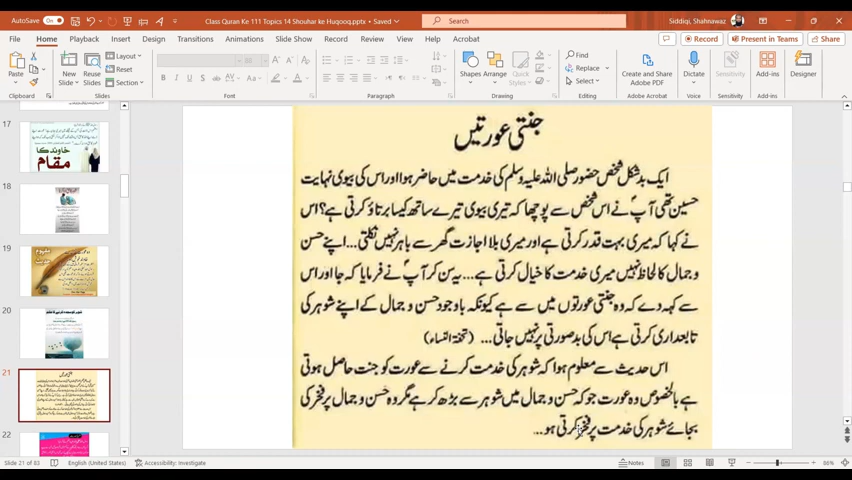 AutoSave On
Class Quran Ke 111 Topics 14 Shouhar ke Huqooq.pptx • Saved
Search
Siddiqi, Shahnawaz
File Home Insert Draw Design Transitions Animations Slide Show Record Review View Help Acrobat
Record Present in Teams Share
Paste
New Slide
Reuse Slides
Layout
Reset
Section
Shapes Arrange Quick Styles
Find
Replace
Select
Create and Share Adobe PDF
Dictate
Sensitivity
Add-ins
Designer
Clipboard Slides Font Paragraph Drawing Editing Adobe Acrobat Voice Sensitivity Add-ins
17
خاوند کا
مقام
18
19
20
21
22
جنتی عورتیں
ایک بد شکل شخص حضور صلی اللہ علیہ وسلم کی خدمت میں حاضر ہوا اور اس کی بیوی نہایت
حسین تھی آپؐ نے اس شخص سے پوچھا کہ تیری بیوی تیرے ساتھ کیسا برتاؤ کرتی ہے؟ اس
نے کہا کہ میری بہت قدر کرتی ہے اور میری بلا اجازت گھر سے باہر نہیں نکلتی... اپنے حسن
و جمال کا لحاظ نہیں میری خدمت کا خیال کرتی ہے... یہ سن کر آپؐ نے فرمایا کہ جا اور اس
سے کہہ دے کہ وہ جنتی عورتوں میں سے ہے کیونکہ باوجود حسن و جمال کے اپنے شوہر کی
تابعداری کرتی ہے اس کی بدصورتی پر نہیں جاتی... (تحفۃ النساء)
اس حدیث سے معلوم ہوا کہ شوہر کی خدمت کرنے سے عورت کو جنت حاصل ہوتی
ہے بالخصوص وہ عورت جو کہ حسن و جمال میں شوہر سے بڑھ کر ہے مگر وہ حسن و جمال پر فخر کی
بجائے شوہر کی خدمت پر فخر کرتی ہو...
Slide 21 of 83 English (United States) Accessibility: Investigate
Notes
86%